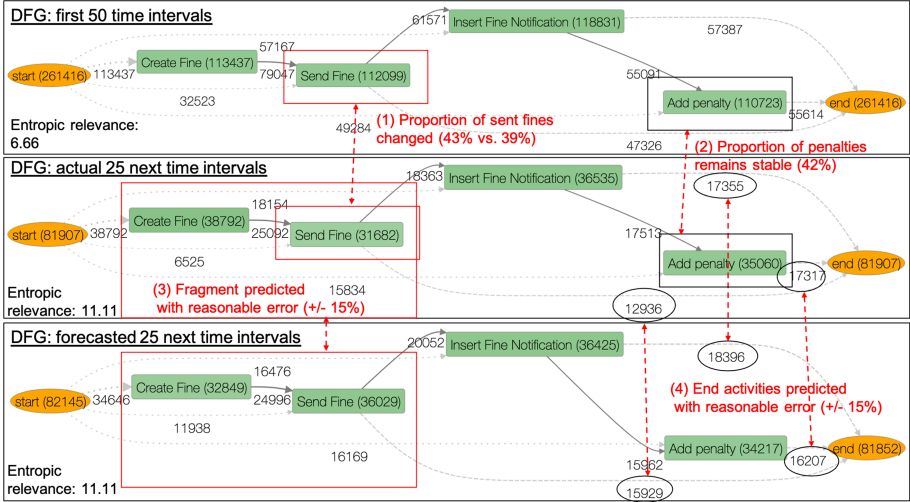 DFG: first 50 time intervals
61571
Insert Fine Notification (118831)
57387
57167
Create Fine (113437)
start (261416)
113437
79047
Send Fine (112099)
55091
32523
Add penalty (110723)
end (261416)
55614
Entropic relevance:
6.66
49284
(1) Proportion of sent fines
changed (43% vs. 39%)
47326
(2) Proportion of penalties
remains stable (42%)
DFG: actual 25 next time intervals
18363
Insert Fine Notification (36535)
17355
18154
Create Fine (38792)
start (81907)
38792
25092
Send Fine (31682)
17513
6525
Add penalty (35060)
17317
end (81907)
Entropic
relevance: 11.11
(3) Fragment predicted
with reasonable error (+/- 15%)
15834
12936
DFG: forecasted 25 next time intervals
20052
Insert Fine Notification (36425)
18396
16476
Create Fine (32849)
start (82145)
34646
24996
Send Fine (36029)
(4) End activities predicted
with reasonable error (+/- 15%)
11938
16169
Add penalty (34217)
end (81852)
15962
16207
Entropic
relevance: 11.11
15929